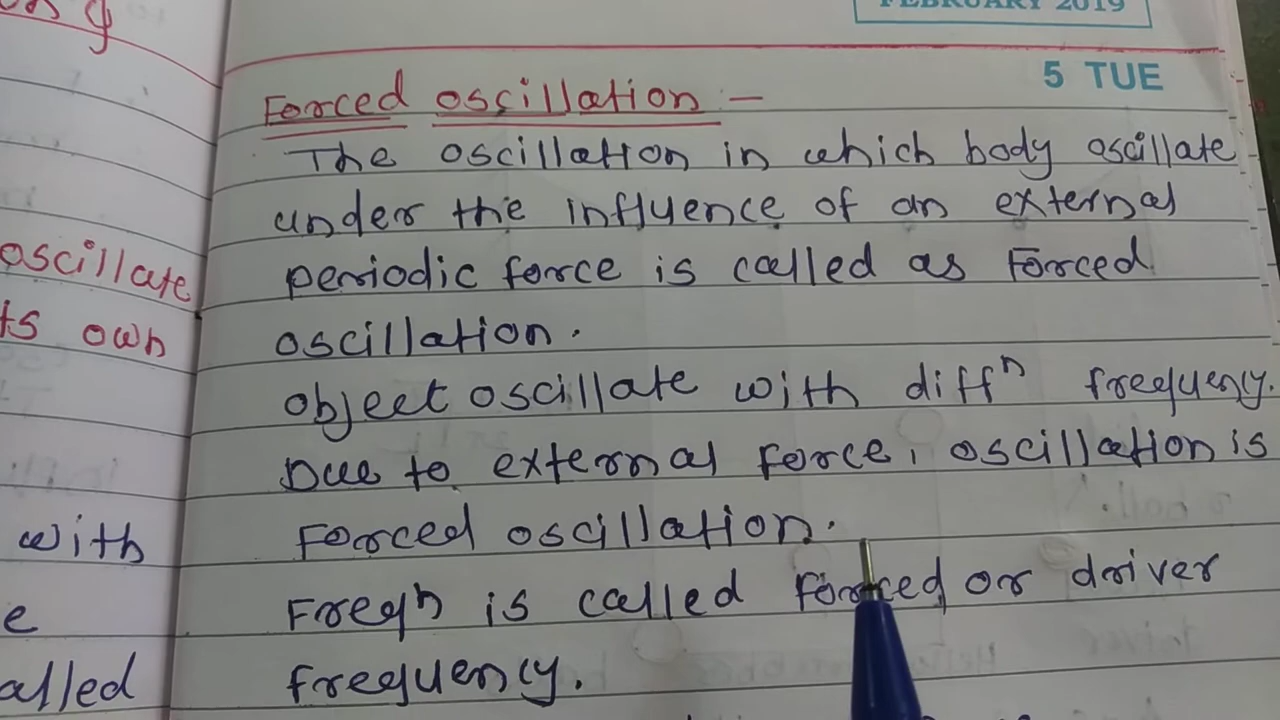 FEBRUARY 2019
5 TUE
Forced oscillation -
The oscillation in which body oscillate
under the influence of an external
periodic force is called as Forced
oscillation.
oscillate
ts own
object oscillate with diffn frequency.
Due to external force, oscillation is
with
Forced oscillation.
e
Freqn is called forced or driver
alled
frequency.